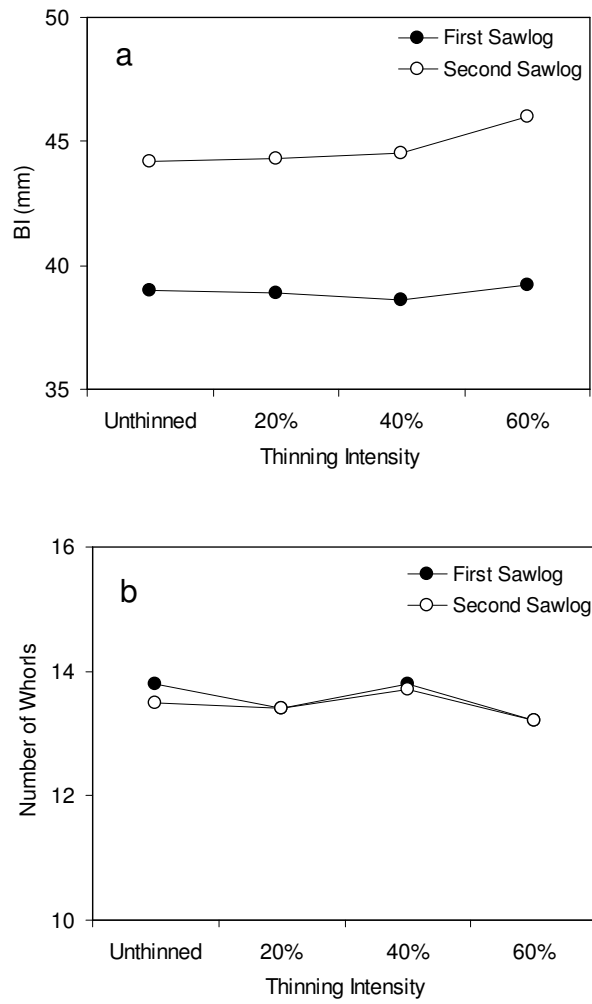 50
a
First Sawlog
Second Sawlog
45
BI (mm)
40
35
Unthinned 20% 40% 60%
Thinning Intensity
16
b
First Sawlog
Second Sawlog
14
Number of Whorls
12
10
Unthinned 20% 40% 60%
Thinning Intensity